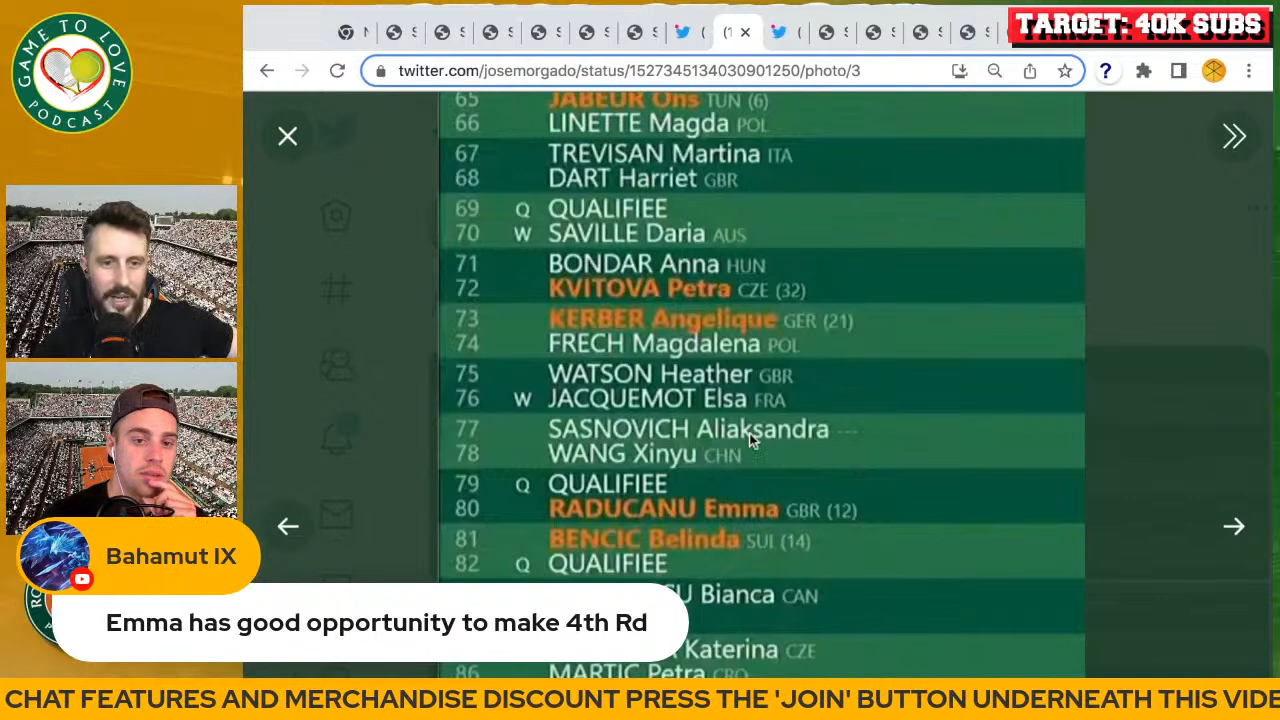 GAME TO LOVE
PODCAST
TARGET: 40K SUBS
twitter.com/josemorgado/status/1527345134030901250/photo/3
65 JABEUR Ons TUN (6)
66 LINETTE Magda POL
67 TREVISAN Martina ITA
68 DART Harriet GBR
69 Q QUALIFIEE
70 W SAVILLE Daria AUS
71 BONDAR Anna HUN
72 KVITOVA Petra CZE (32)
73 KERBER Angelique GER (21)
74 FRECH Magdalena POL
75 WATSON Heather GBR
76 W JACQUEMOT Elsa FRA
77 SASNOVICH Aliaksandra ---
78 WANG Xinyu CHN
79 Q QUALIFIEE
80 RADUCANU Emma GBR (12)
81 BENCIC Belinda SUI (14)
82 Q QUALIFIEE
Bianca CAN
Katerina CZE
86 MARTIC Petra CRO
Bahamut IX
Emma has good opportunity to make 4th Rd
CHAT FEATURES AND MERCHANDISE DISCOUNT PRESS THE 'JOIN' BUTTON UNDERNEATH THIS VIDE